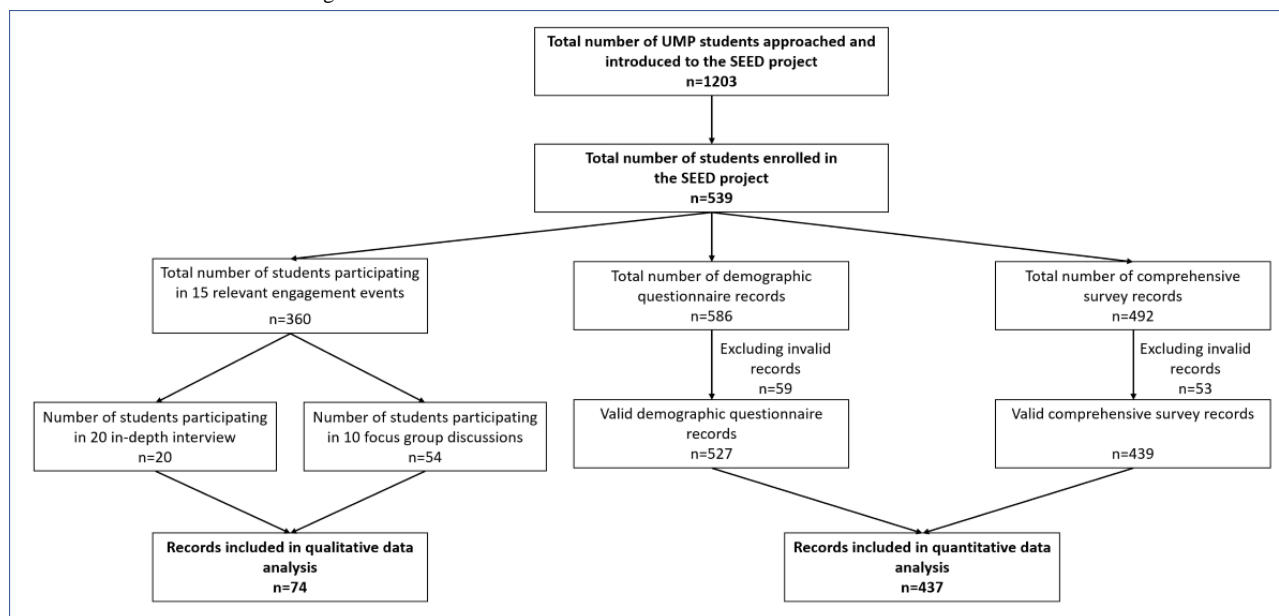 Total number of UMP students approached and
introduced to the SEED project
n=1203
Total number of students enrolled in
the SEED project
n=539
Total number of students participating
in 15 relevant engagement events
n=360
Total number of demographic
questionnaire records
n=586
Total number of comprehensive
survey records
n=492
Excluding invalid
records
n=59
Excluding invalid
records
n=53
Number of students participating
in 20 in-depth interview
n=20
Number of students participating
in 10 focus group discussions
n=54
Valid demographic questionnaire
records
n=527
Valid comprehensive survey records
n=439
Records included in qualitative data
analysis
n=74
Records included in quantitative data
analysis
n=437